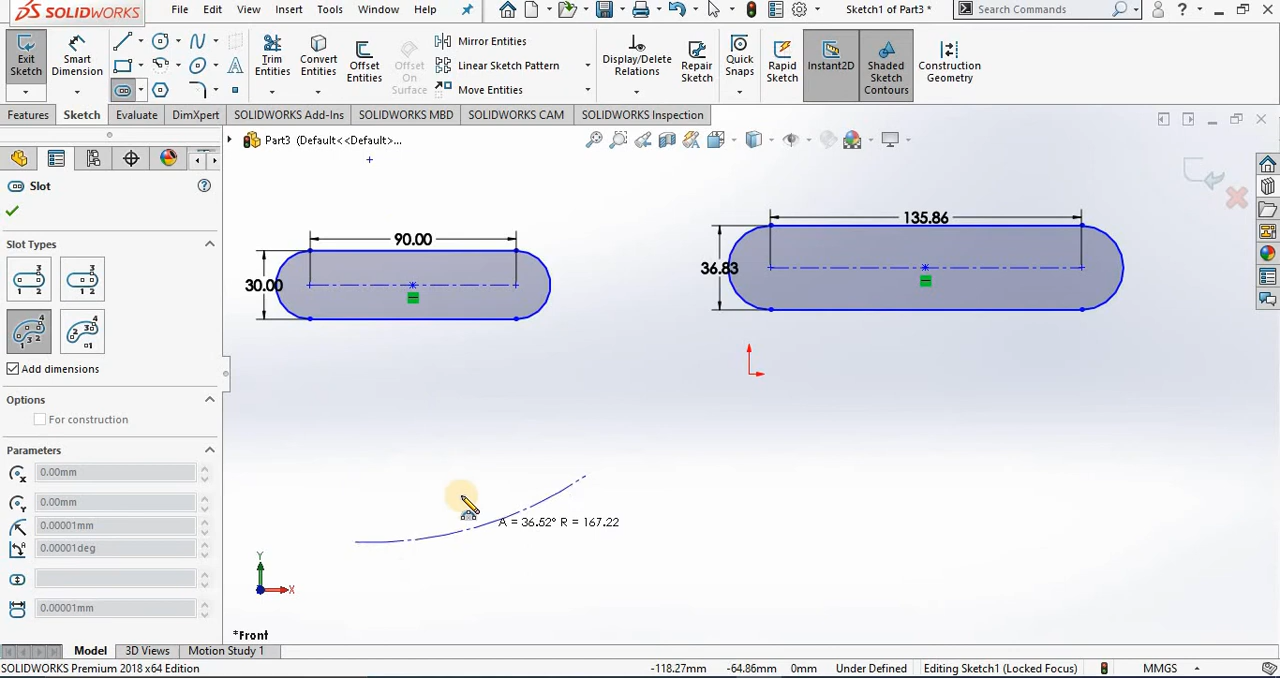 SOLIDWORKS File Edit View Insert Tools Window Help Sketch1 of Part3 * Search Commands ?
Exit Sketch
Smart Dimension
Trim Entities
Convert Entities
Offset Entities
Offset On Surface
Mirror Entities
Linear Sketch Pattern
Move Entities
Display/Delete Relations
Repair Sketch
Quick Snaps
Rapid Sketch
Instant2D
Shaded Sketch Contours
Construction Geometry
Features Sketch Evaluate DimXpert SOLIDWORKS Add-Ins SOLIDWORKS MBD SOLIDWORKS CAM SOLIDWORKS Inspection
Part3 (Default<<Default>...
Slot
Slot Types
Add dimensions
Options
For construction
Parameters
0.00mm
0.00mm
0.00001mm
0.00001deg
0.00001mm
90.00
30.00
135.86
36.83
A = 36.52° R = 167.22
Y
X
*Front
Model 3D Views Motion Study 1
SOLIDWORKS Premium 2018 x64 Edition -118.27mm -64.86mm 0mm Under Defined Editing Sketch1 (Locked Focus) MMGS